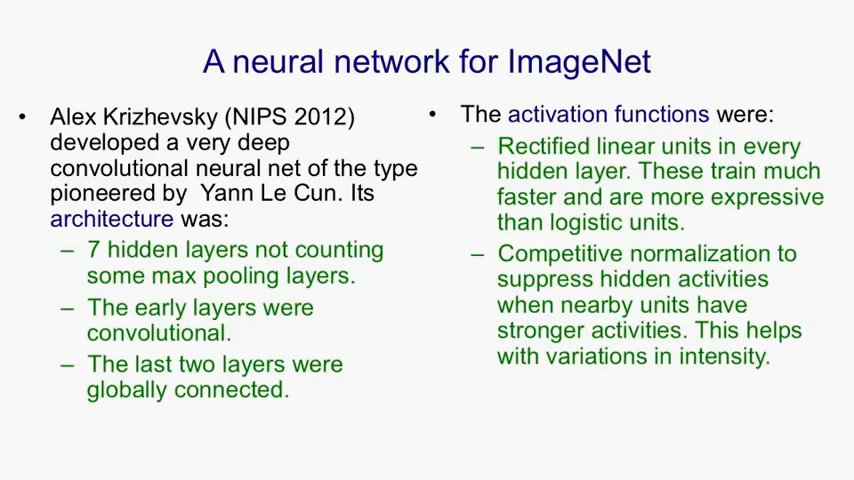 A neural network for ImageNet
• Alex Krizhevsky (NIPS 2012)
developed a very deep
convolutional neural net of the type
pioneered by Yann Le Cun. Its
architecture was:
– 7 hidden layers not counting
some max pooling layers.
– The early layers were
convolutional.
– The last two layers were
globally connected.
• The activation functions were:
– Rectified linear units in every
hidden layer. These train much
faster and are more expressive
than logistic units.
– Competitive normalization to
suppress hidden activities
when nearby units have
stronger activities. This helps
with variations in intensity.